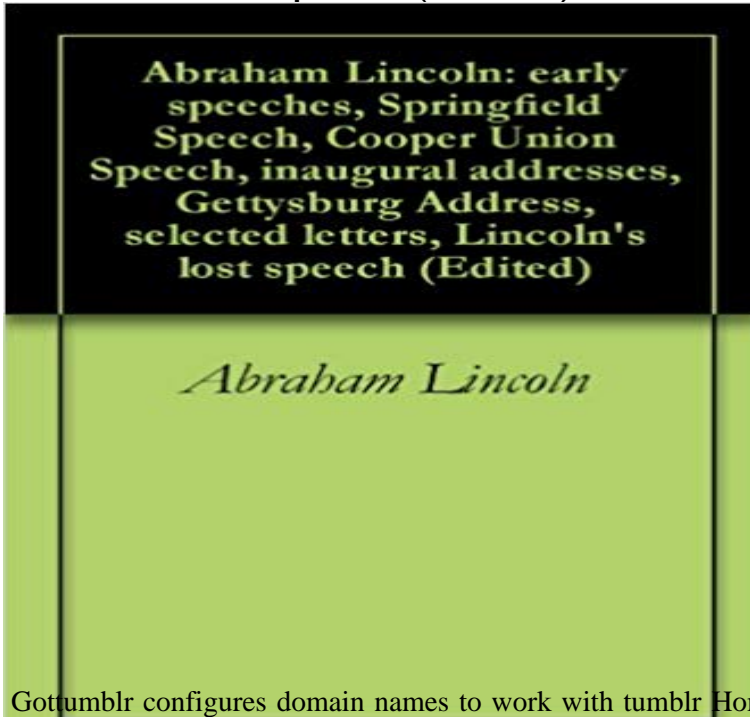 Abraham Lincoln: early
speeches, Springfield
Speech, Cooper Union
Speech, inaugural addresses,
Gettysburg Address,
selected letters, Lincoln's
lost speech (Edited)
Abraham Lincoln
Gottumblr configures domain names to work with tumblr